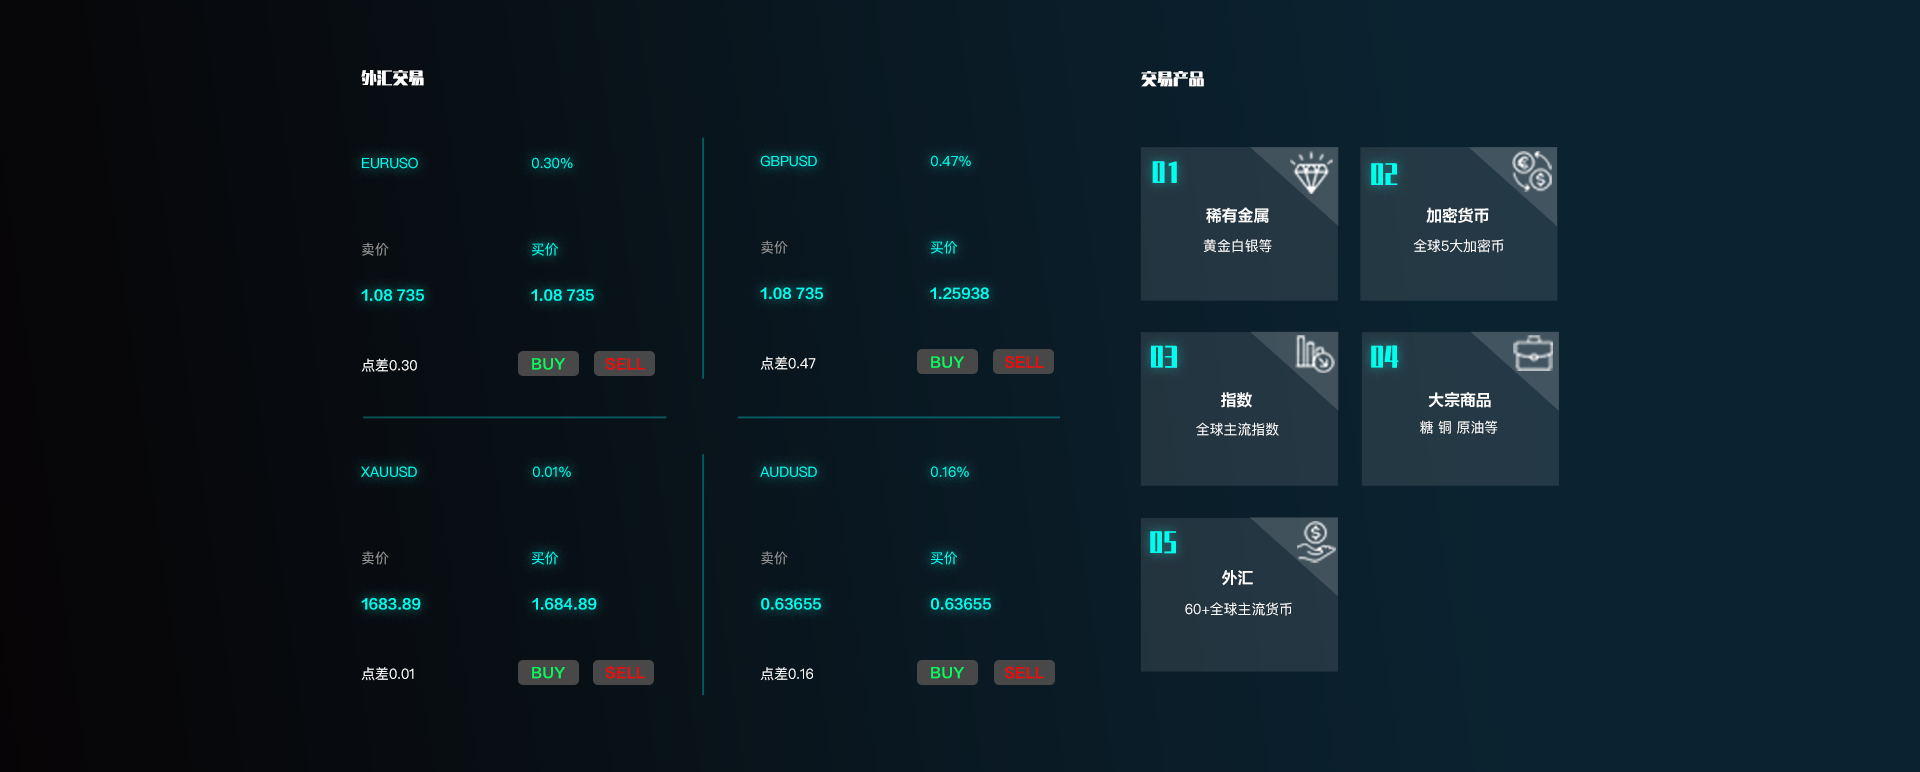 外汇交易
EURUSO 0.30%
卖价 买价
1.08 735 1.08 735
点差0.30 BUY SELL
GBPUSD 0.47%
卖价 买价
1.08 735 1.25938
点差0.47 BUY SELL
XAUUSD 0.01%
卖价 买价
1683.89 1.684.89
点差0.01 BUY SELL
AUDUSD 0.16%
卖价 买价
0.63655 0.63655
点差0.16 BUY SELL
交易产品
01
稀有金属
黄金白银等
02
加密货币
全球5大加密币
03
指数
全球主流指数
04
大宗商品
糖 铜 原油等
05
外汇
60+全球主流货币